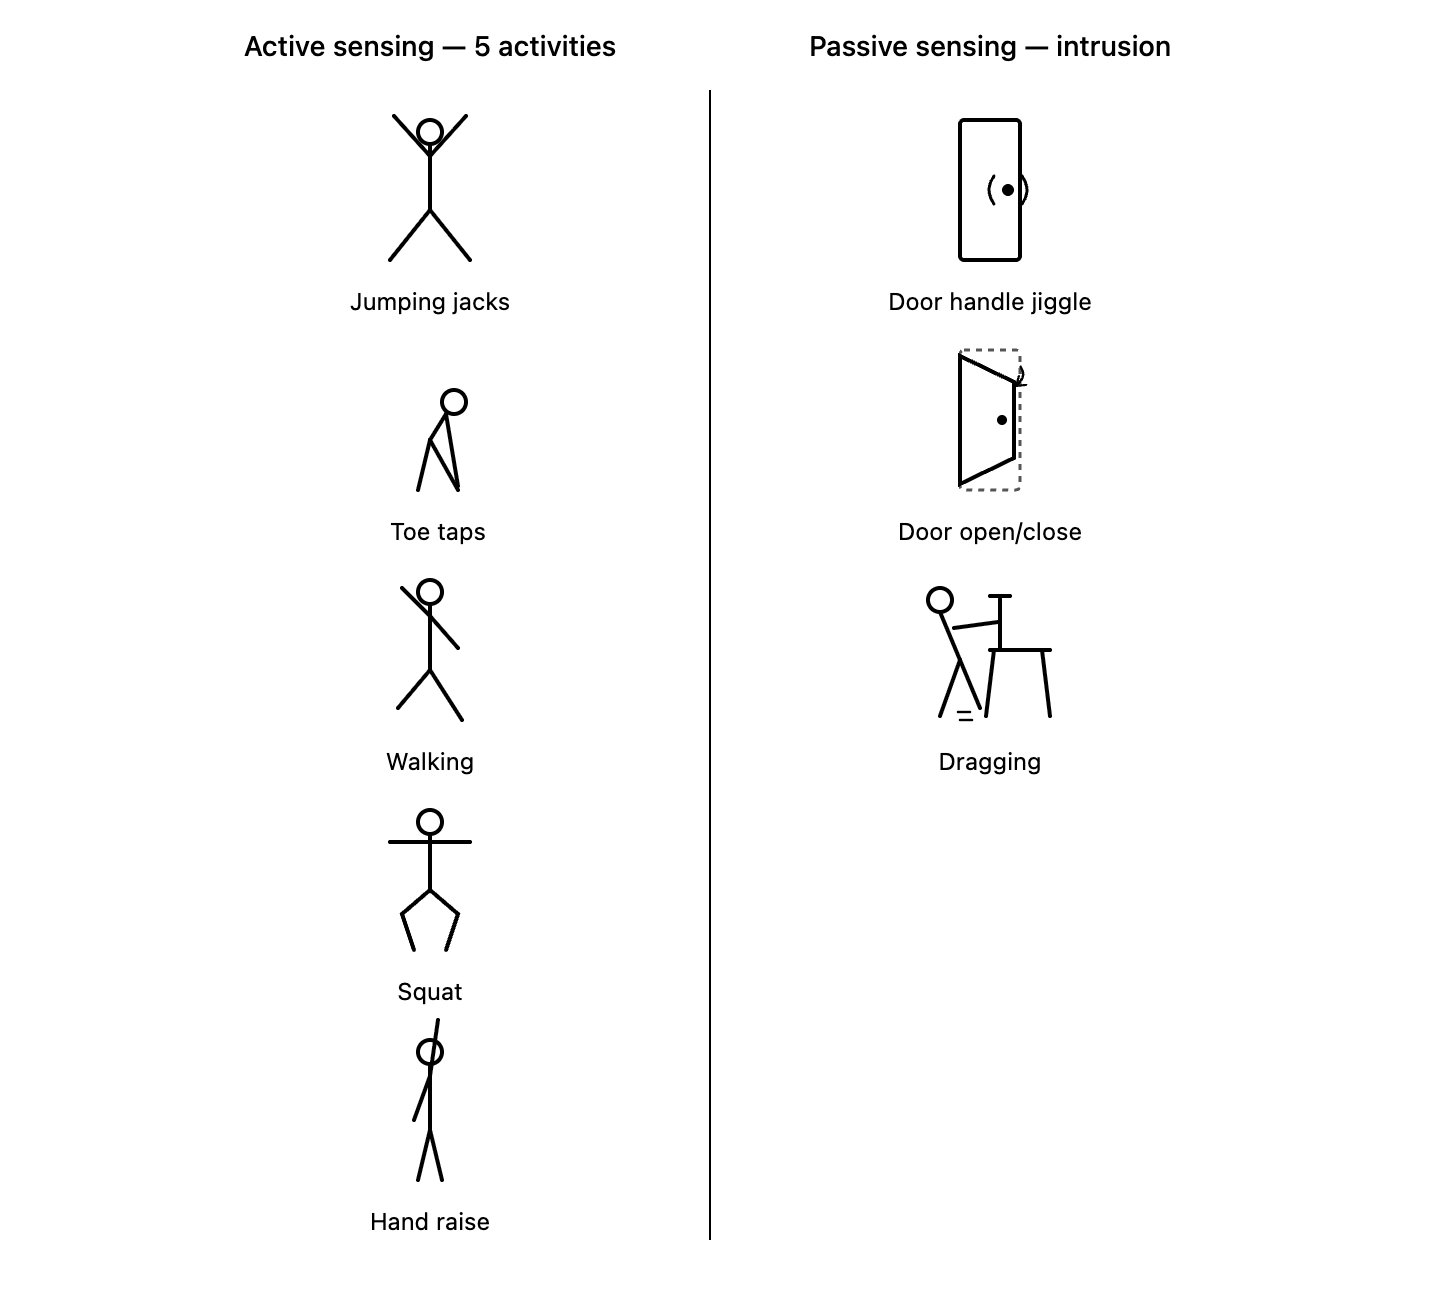 Active sensing — 5 activities
Jumping jacks
Toe taps
Walking
Squat
Hand raise
Passive sensing — intrusion
Door handle jiggle
Door open/close
Dragging